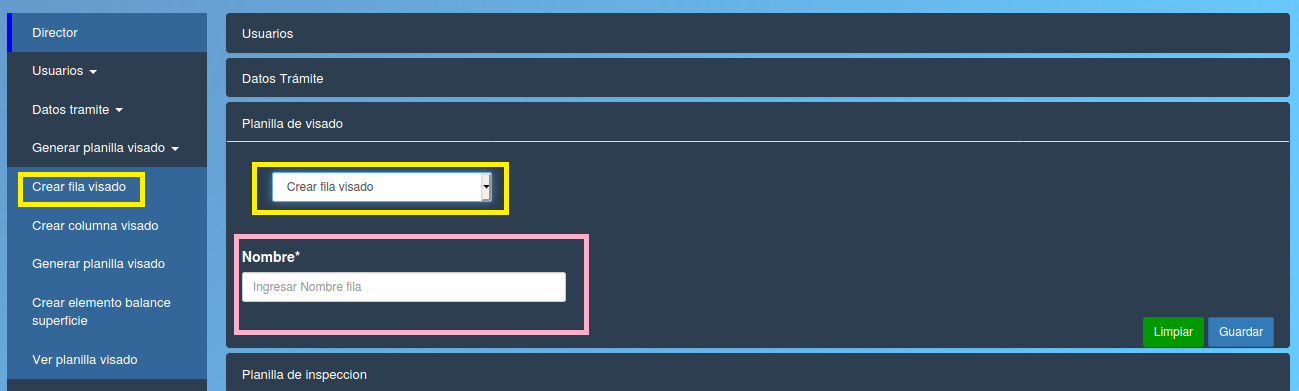 Director
Usuarios
Datos tramite
Generar planilla visado
Crear fila visado
Crear columna visado
Generar planilla visado
Crear elemento balance
superficie
Ver planilla visado
Usuarios
Datos Trámite
Planilla de visado
Crear fila visado
Nombre*
Ingresar Nombre fila
Limpiar
Guardar
Planilla de inspeccion